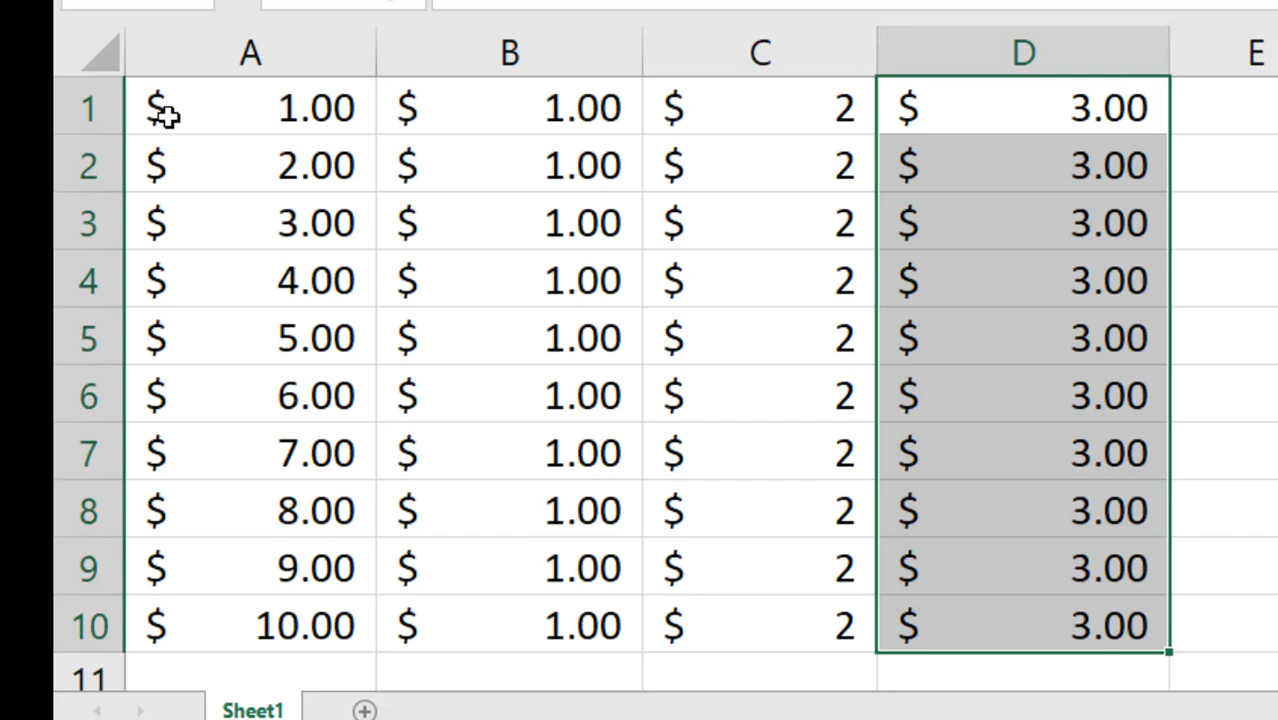 A B C D E
1 $ 1.00 $ 1.00 $ 2 $ 3.00
2 $ 2.00 $ 1.00 $ 2 $ 3.00
3 $ 3.00 $ 1.00 $ 2 $ 3.00
4 $ 4.00 $ 1.00 $ 2 $ 3.00
5 $ 5.00 $ 1.00 $ 2 $ 3.00
6 $ 6.00 $ 1.00 $ 2 $ 3.00
7 $ 7.00 $ 1.00 $ 2 $ 3.00
8 $ 8.00 $ 1.00 $ 2 $ 3.00
9 $ 9.00 $ 1.00 $ 2 $ 3.00
10 $ 10.00 $ 1.00 $ 2 $ 3.00
11
Sheet1